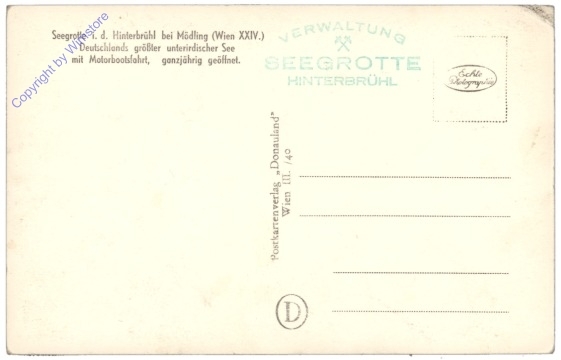 Seegrotte i. d. Hinterbrühl bei Mödling (Wien XXIV.)
Deutschlands größter unterirdischer See
mit Motorbootsfahrt, ganzjährig geöffnet.
Copyright by Wimstore
VERWALTUNG
SEEGROTTE
HINTERBRÜHL
Echte
Photographie
Postkartenverlag „Donauland"
Wien III. /40
D